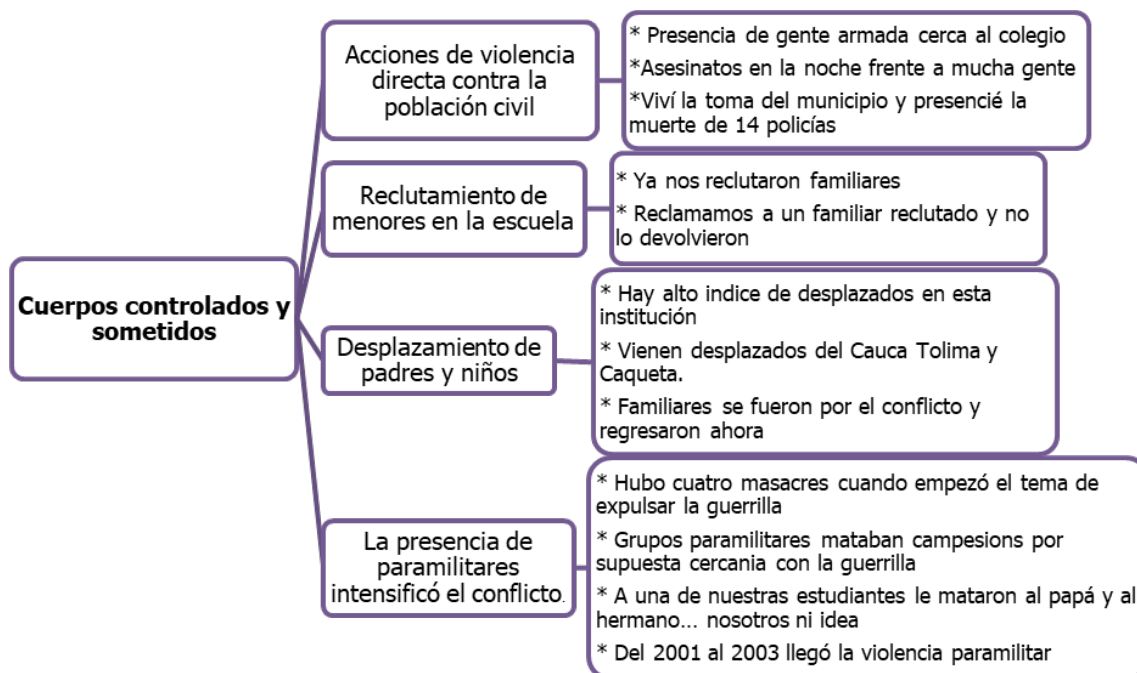 Cuerpos controlados y
sometidos
Acciones de violencia
directa contra la
población civil
* Presencia de gente armada cerca al colegio
*Asesinatos en la noche frente a mucha gente
*Viví la toma del municipio y presencié la
muerte de 14 policías
Reclutamiento de
menores en la escuela
* Ya nos reclutaron familiares
* Reclamamos a un familiar reclutado y no
lo devolvieron
Desplazamiento de
padres y niños
* Hay alto indice de desplazados en esta
institución
* Vienen desplazados del Cauca Tolima y
Caqueta.
* Familiares se fueron por el conflicto y
regresaron ahora
La presencia de
paramilitares
intensificó el conflicto.
* Hubo cuatro masacres cuando empezó el tema de
expulsar la guerrilla
* Grupos paramilitares mataban campesions por
supuesta cercania con la guerrilla
* A una de nuestras estudiantes le mataron al papá y al
hermano... nosotros ni idea
* Del 2001 al 2003 llegó la violencia paramilitar